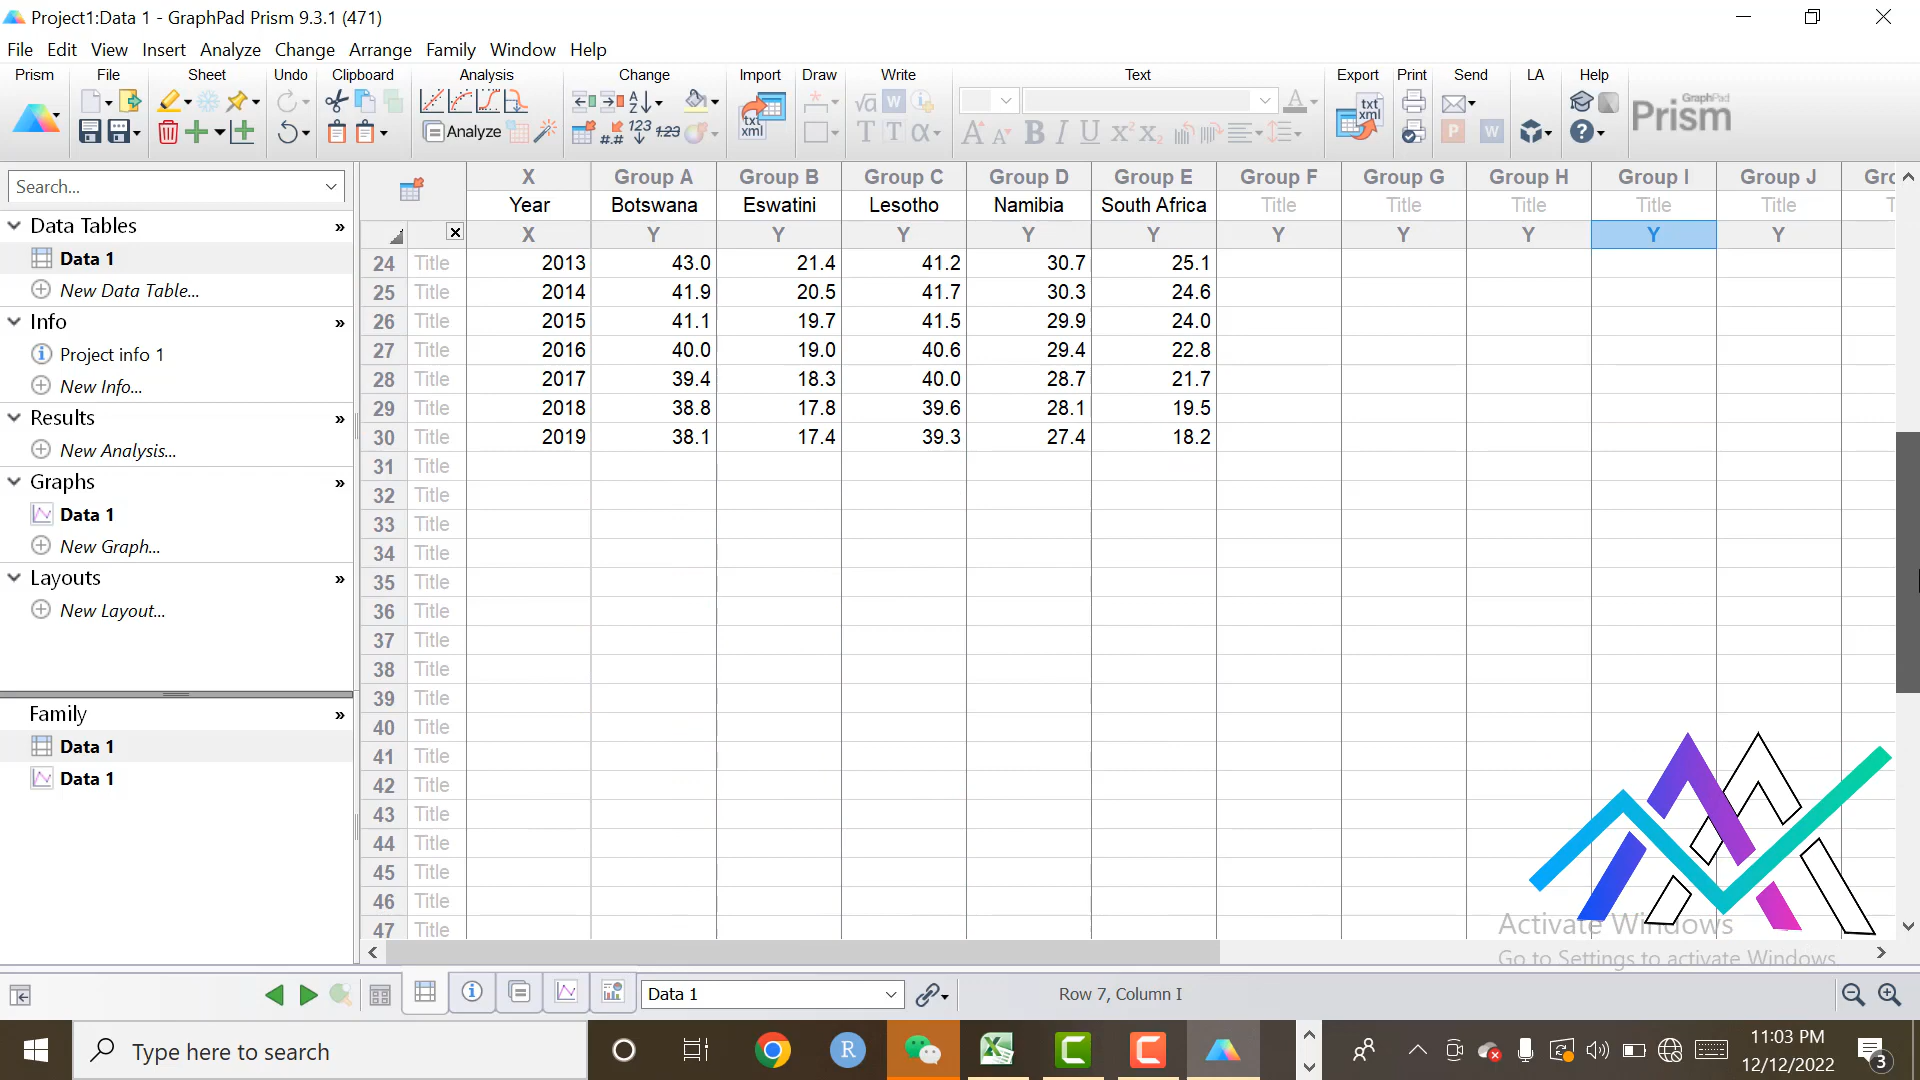 Project1:Data 1 - GraphPad Prism 9.3.1 (471)
File Edit View Insert Analyze Change Arrange Family Window Help
Prism File Sheet Undo Clipboard Analysis Change Import Draw Write Text Export Print Send LA Help
Analyze
GraphPad
Prism
Search...
Data Tables »
Data 1
New Data Table...
Info »
Project info 1
New Info...
Results »
New Analysis...
Graphs »
Data 1
New Graph...
Layouts »
New Layout...
Family »
Data 1
Data 1
X Group A Group B Group C Group D Group E Group F Group G Group H Group I Group J
Year Botswana Eswatini Lesotho Namibia South Africa Title Title Title Title Title
X Y Y Y Y Y Y Y Y Y Y
24 Title 2013 43.0 21.4 41.2 30.7 25.1
25 Title 2014 41.9 20.5 41.7 30.3 24.6
26 Title 2015 41.1 19.7 41.5 29.9 24.0
27 Title 2016 40.0 19.0 40.6 29.4 22.8
28 Title 2017 39.4 18.3 40.0 28.7 21.7
29 Title 2018 38.8 17.8 39.6 28.1 19.5
30 Title 2019 38.1 17.4 39.3 27.4 18.2
31 Title
32 Title
33 Title
34 Title
35 Title
36 Title
37 Title
38 Title
39 Title
40 Title
41 Title
42 Title
43 Title
44 Title
45 Title
46 Title
47 Title
Activate Windows
Go to Settings to activate Windows.
Data 1
Row 7, Column I
Type here to search
11:03 PM
12/12/2022
3